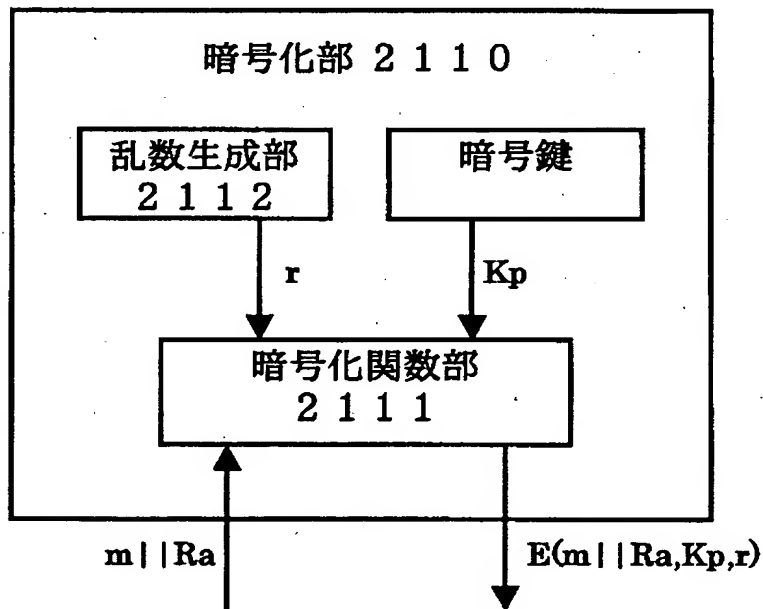 暗号化部 2110
乱数生成部
2112
暗号鍵
r
Kp
暗号化関数部
2111
m||Ra
E(m||Ra,Kp,r)